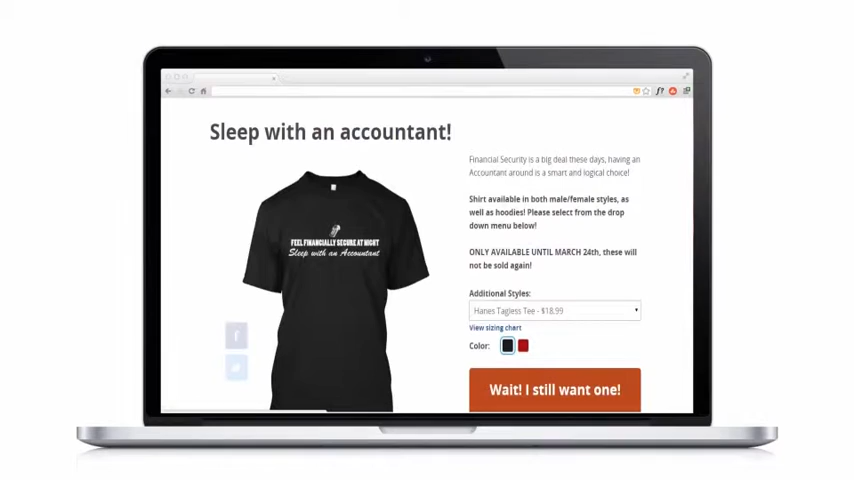 Sleep with an accountant!
Financial Security is a big deal these days, having an
Accountant around is a smart and logical choice!
Shirt available in both male/female styles, as
well as hoodies! Please select from the drop
down menu below!
ONLY AVAILABLE UNTIL MARCH 24th, these will
not be sold again!
FEEL FINANCIALLY SECURE AT NIGHT
Sleep with an Accountant
Additional Styles:
Hanes Tagless Tee - $18.99
View sizing chart
Color:
Wait! I still want one!